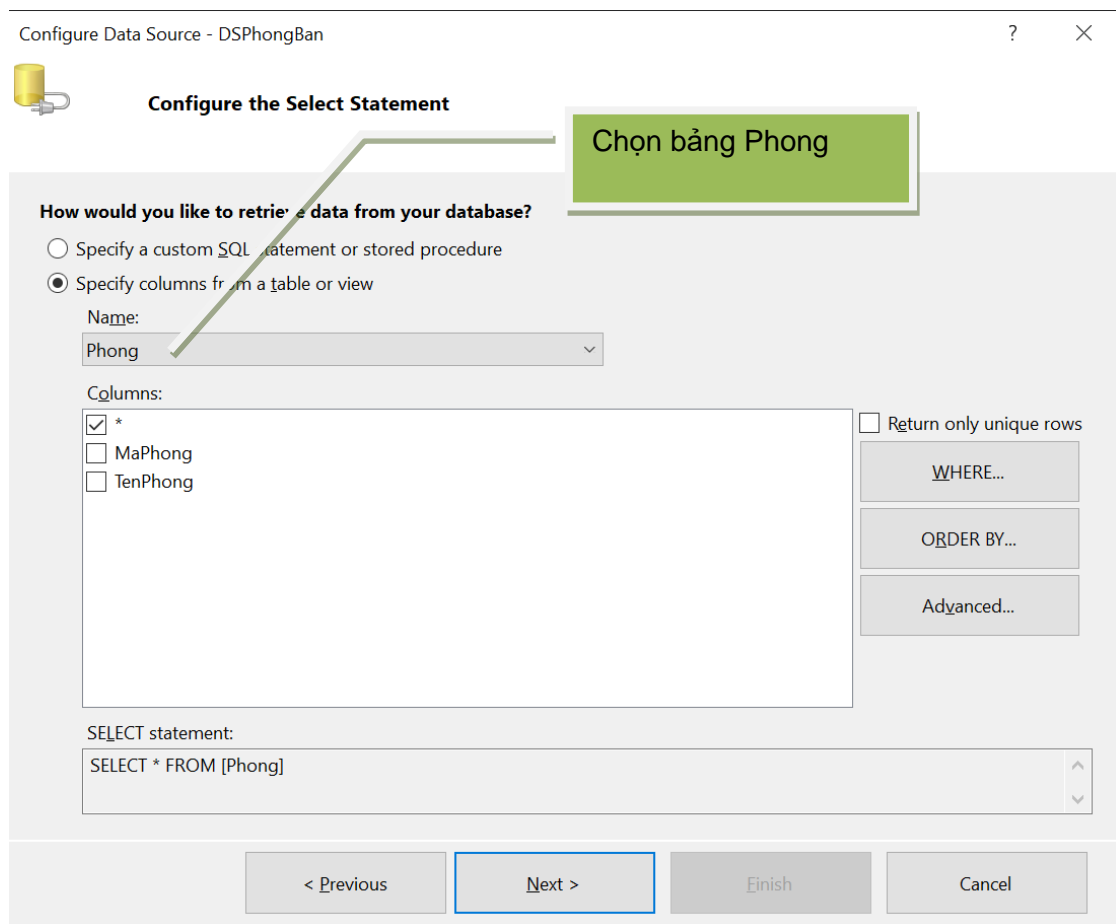 Configure Data Source - DSPhongBan
?
Configure the Select Statement
Chọn bảng Phong
How would you like to retrieve data from your database?
Specify a custom SQL statement or stored procedure
Specify columns from a table or view
Name:
Phong
Columns:
*
MaPhong
TenPhong
Return only unique rows
WHERE...
ORDER BY...
Advanced...
SELECT statement:
SELECT * FROM [Phong]
< Previous
Next >
Finish
Cancel